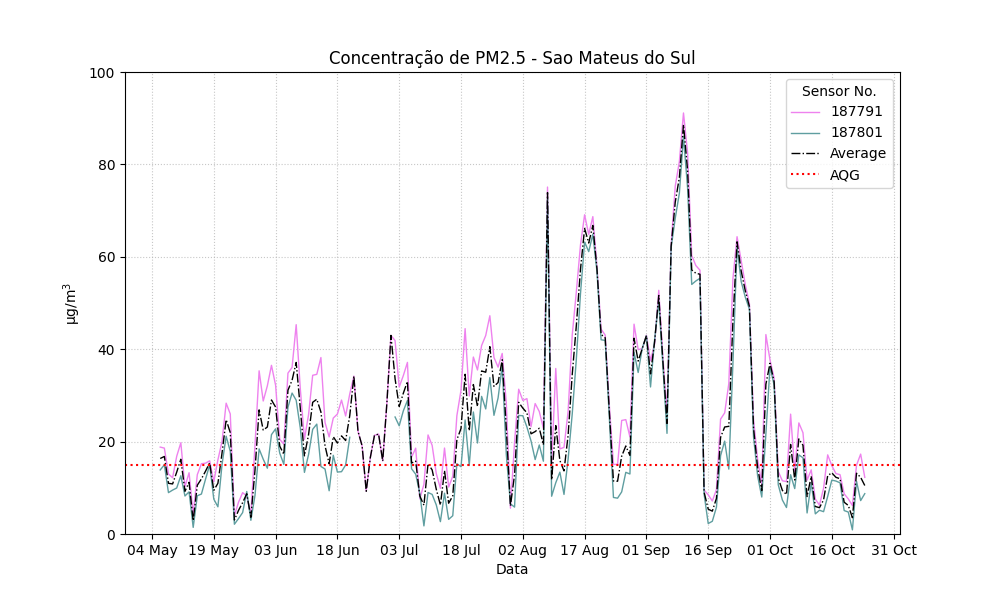 Concentração de PM2.5 - Sao Mateus do Sul
Sensor No.
187791
187801
Average
AQG
100
80
60
40
20
0
µg/m³
04 May 19 May 03 Jun 18 Jun 03 Jul 18 Jul 02 Aug 17 Aug 01 Sep 16 Sep 01 Oct 16 Oct 31 Oct
Data